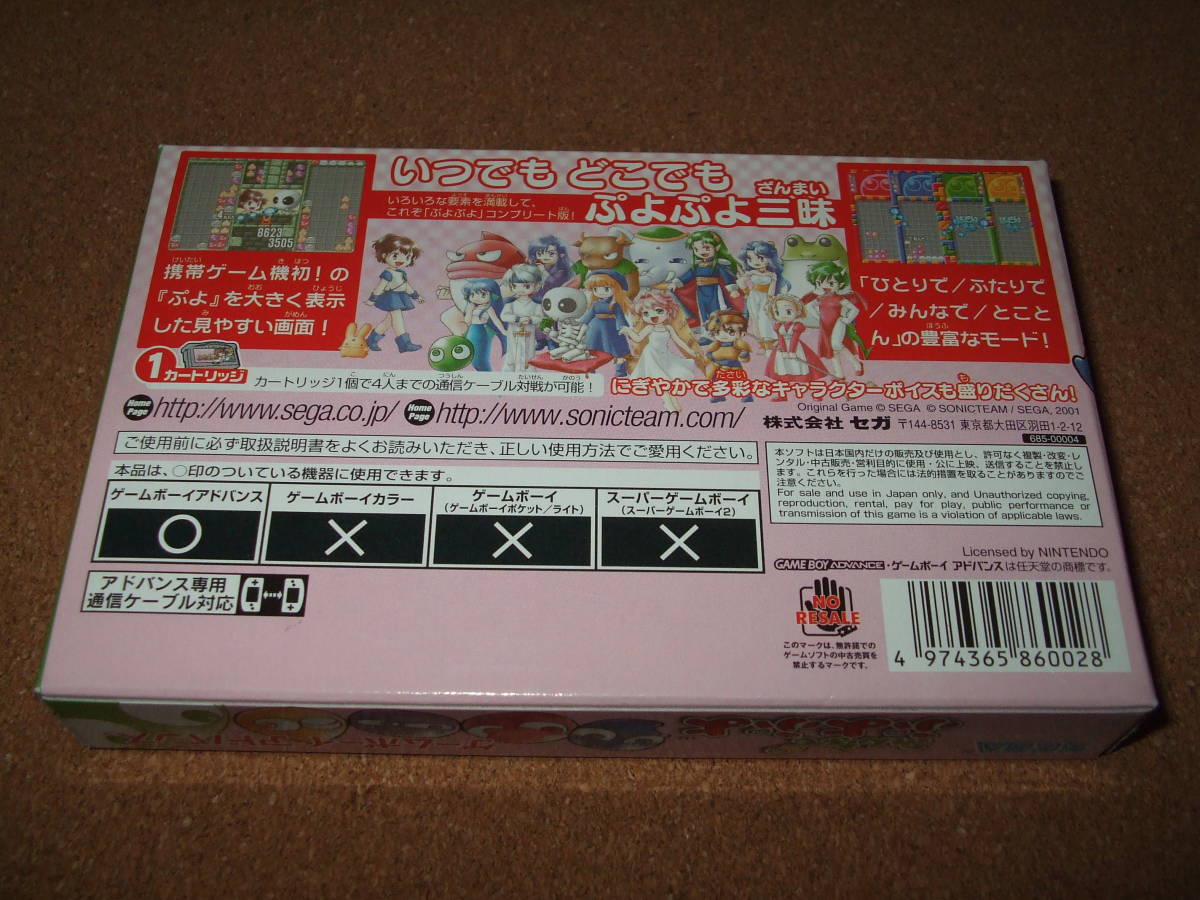 いつでも どこでも
ぷよぷよ三昧
ざんまい
いろいろな要素を満載して、
これぞ「ぷよぷよ」コンプリート版!
8623
3505
携帯ゲーム機初!の
『ぷよ』を大きく表示
した見やすい画面!
「ひとりで/ふたりで
/みんなで/とこと
ん」の豊富なモード!
1カートリッジ
カートリッジ1個で4人までの通信ケーブル対戦が可能!
にぎやかで多彩なキャラクターボイスも盛りだくさん!
Home Page http://www.sega.co.jp/ Home Page http://www.sonicteam.com/
Original Game © SEGA © SONICTEAM / SEGA, 2001
株式会社 セガ 〒144-8531 東京都大田区羽田1-2-12
685-00004
ご使用前に必ず取扱説明書をよくお読みいただき、正しい使用方法でご愛用ください。
本品は、○印のついている機器に使用できます。
ゲームボーイアドバンス
○
ゲームボーイカラー
×
ゲームボーイ
(ゲームボーイポケット/ライト)
×
スーパーゲームボーイ
(スーパーゲームボーイ2)
×
本ソフトは日本国内だけの販売及び使用とし、許可なく複製・改変・レ
ンタル・中古販売・営利目的に使用・公に上映、送信することを禁止し
ます。これらを行った場合には法的措置を取ることがありますのでご
注意ください。
For sale and use in Japan only, and Unauthorized copying,
reproduction, rental, pay for play, public performance or
transmission of this game is a violation of applicable laws.
Licensed by NINTENDO
GAME BOY ADVANCE・ゲームボーイ アドバンスは任天堂の商標です。
アドバンス専用
通信ケーブル対応
NO
RESALE
このマークは、無許諾での
ゲームソフトの中古売買を
禁止するマークです。
4 974365 860028
ぷよぷよ
ゲームボーイアドバンス